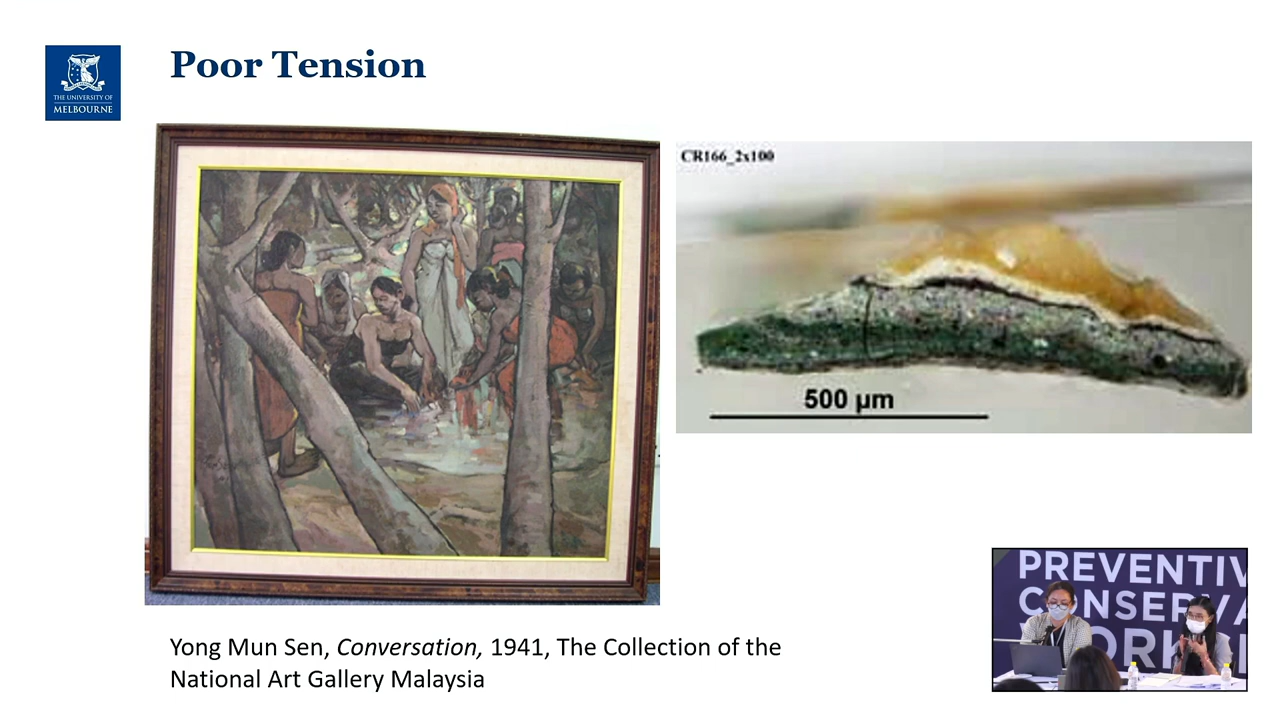 Poor Tension
THE UNIVERSITY OF
MELBOURNE
CR166_2x100
500 µm
Yong Mun Sen, Conversation, 1941, The Collection of the
National Art Gallery Malaysia
PREVENTIV
CONSERVA
WORK